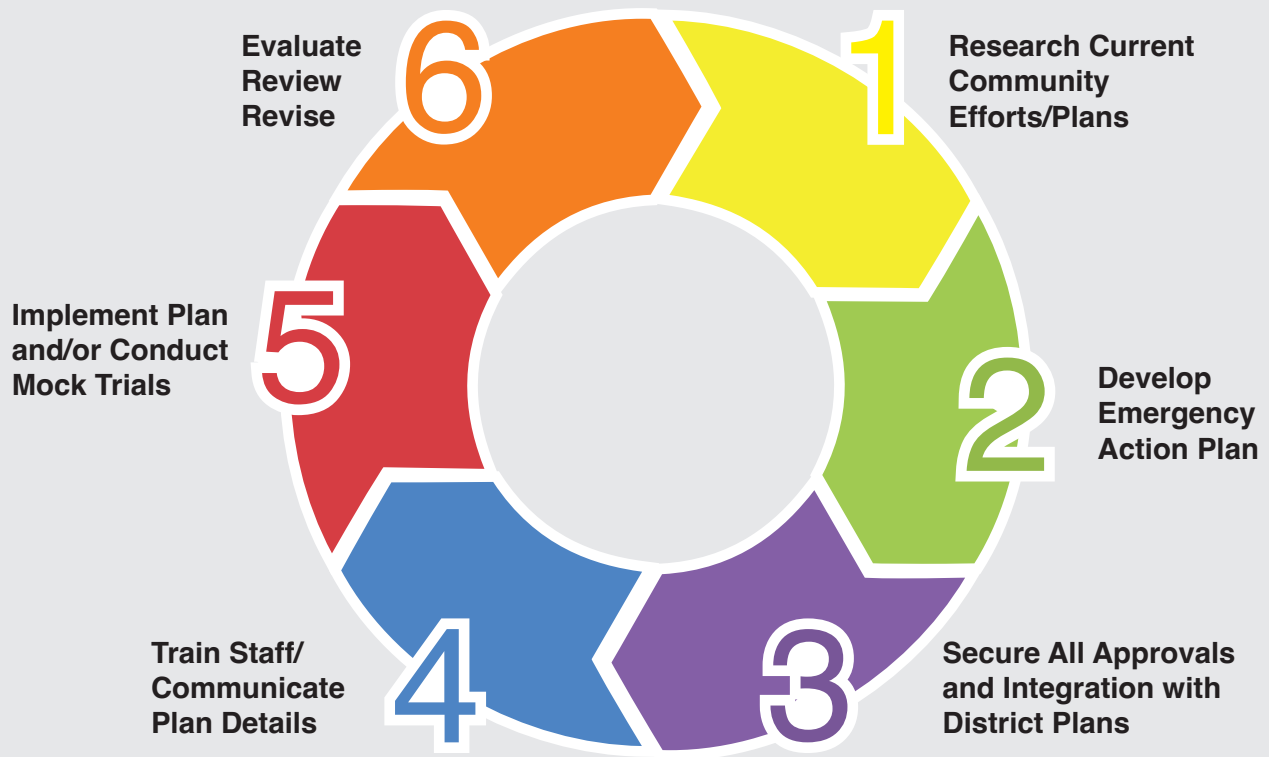 1
Research Current
Community
Efforts/Plans
2
Develop
Emergency
Action Plan
3
Secure All Approvals
and Integration with
District Plans
4
Train Staff/
Communicate
Plan Details
5
Implement Plan
and/or Conduct
Mock Trials
6
Evaluate
Review
Revise